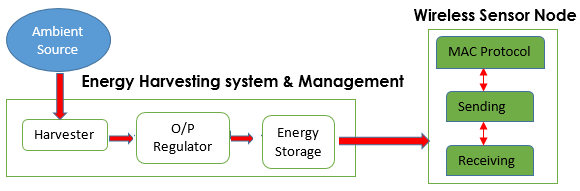 Wireless Sensor Node
Ambient
Source
MAC Protocol
Energy Harvesting system & Management
Sending
Harvester
O/P
Regulator
Energy
Storage
Receiving